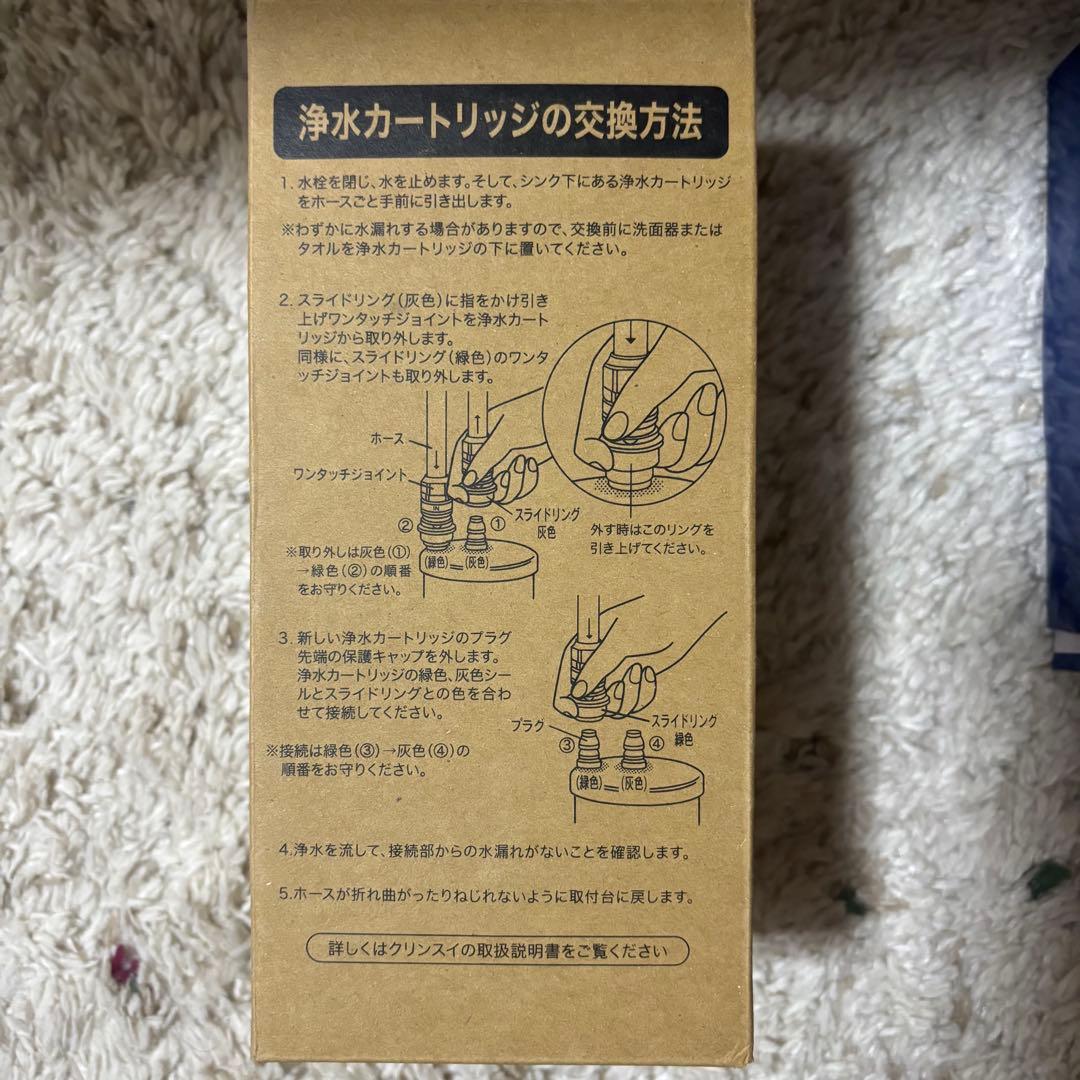 浄水カートリッジの交換方法
1. 水栓を閉じ、水を止めます。そして、シンク下にある浄水カートリッジ
をホースごと手前に引き出します。
※わずかに水漏れする場合がありますので、交換前に洗面器または
タオルを浄水カートリッジの下に置いてください。
2. スライドリング(灰色)に指をかけ引き
上げワンタッチジョイントを浄水カート
リッジから取り外します。
同様に、スライドリング(緑色)のワンタ
ッチジョイントも取り外します。
ホース
ワンタッチジョイント
IN
スライドリング
灰色
②
①
(緑色)
(灰色)
外す時はこのリングを
引き上げてください。
※取り外しは灰色(①)
→緑色(②)の順番
をお守りください。
3. 新しい浄水カートリッジのプラグ
先端の保護キャップを外します。
浄水カートリッジの緑色、灰色シー
ルとスライドリングとの色を合わ
せて接続してください。
プラグ
スライドリング
緑色
③
④
(緑色)
(灰色)
※接続は緑色(③)→灰色(④)の
順番をお守りください。
4.浄水を流して、接続部からの水漏れがないことを確認します。
5.ホースが折れ曲がったりねじれないように取付台に戻します。
詳しくはクリンスイの取扱説明書をご覧ください